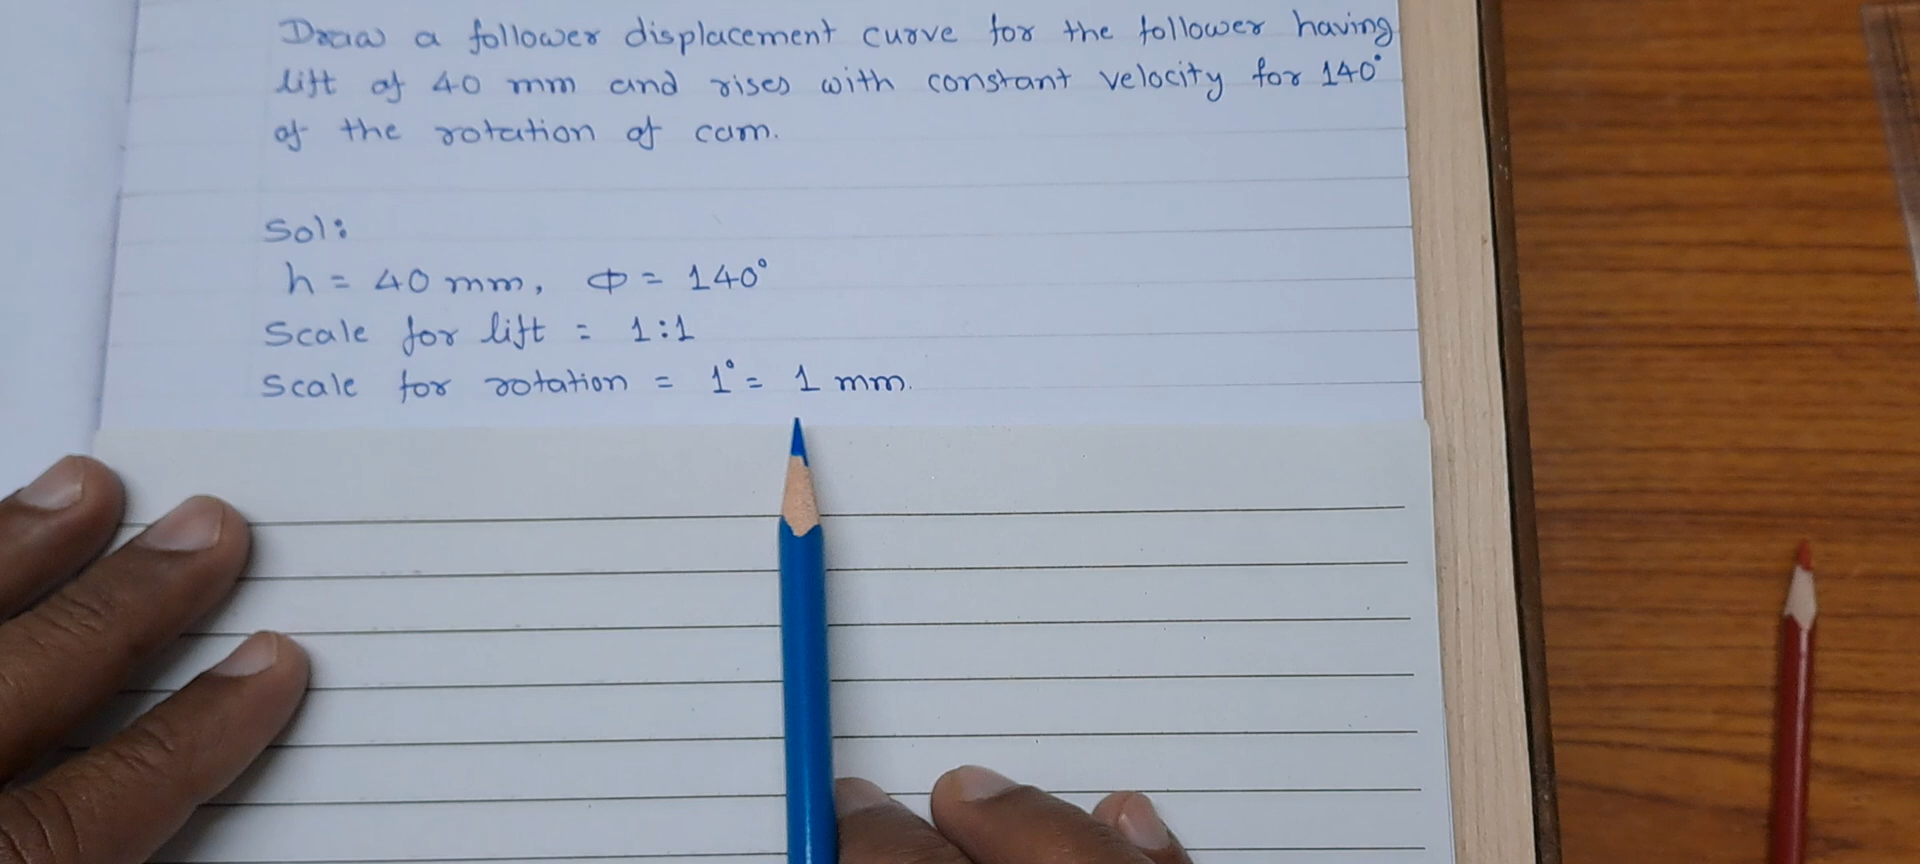 Draw a follower displacement curve for the follower having
lift of 40 mm and rises with constant velocity for 140°
of the rotation of cam.
Sol:
h = 40 mm, Φ = 140°
Scale for lift = 1:1
Scale for rotation = 1° = 1 mm.